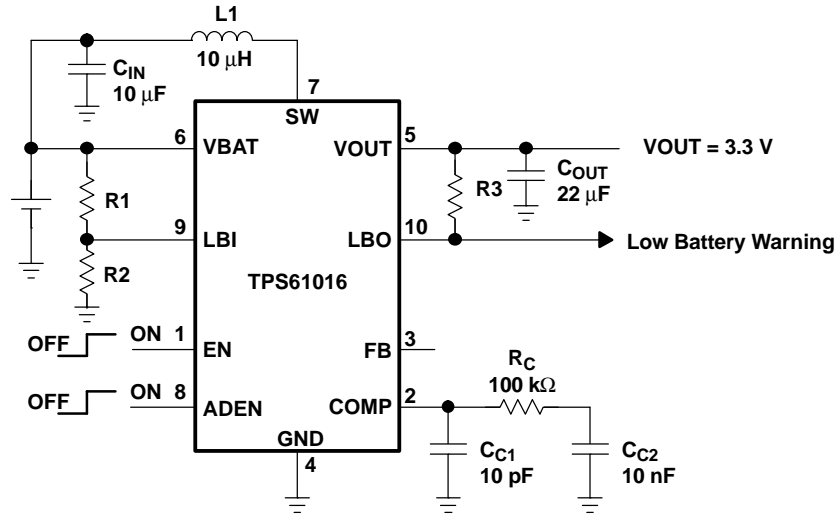 L1
10 μH
C_IN
10 μF
7
SW
6
VBAT
5
VOUT
VOUT = 3.3 V
R1
R3
C_OUT
22 μF
9
LBI
10
LBO
Low Battery Warning
R2
TPS61016
OFF
ON
1
EN
3
FB
R_C
100 kΩ
OFF
ON
8
ADEN
2
COMP
GND
4
C_C1
10 pF
C_C2
10 nF